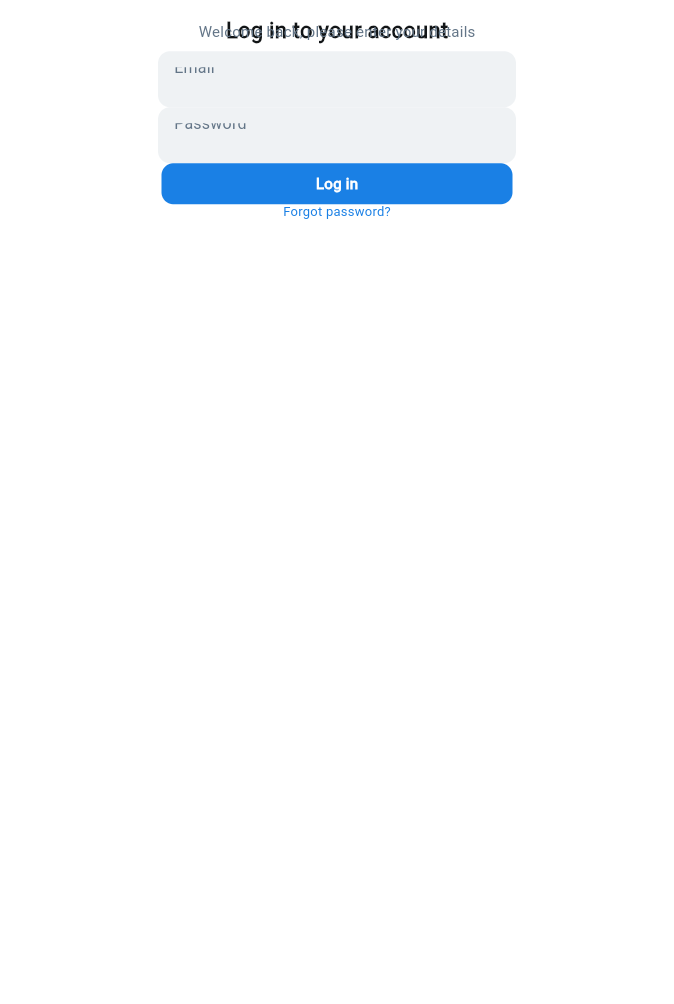 Log in to your account
Welcome back, please enter your details
Email
Password
Log in
Forgot password?